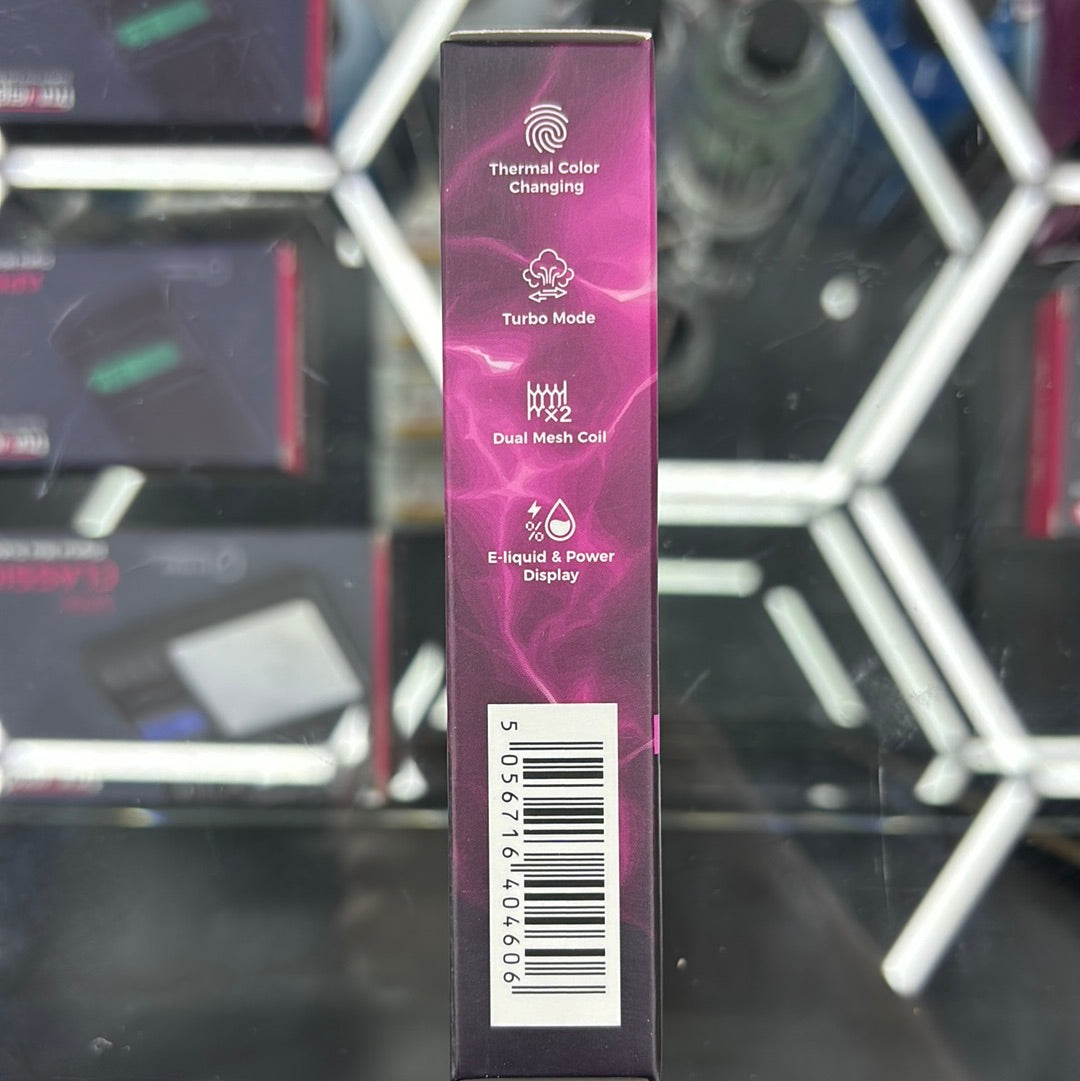 Thermal Color
Changing
Turbo Mode
x2
Dual Mesh Coil
%
E-liquid & Power
Display
5 056716 404606